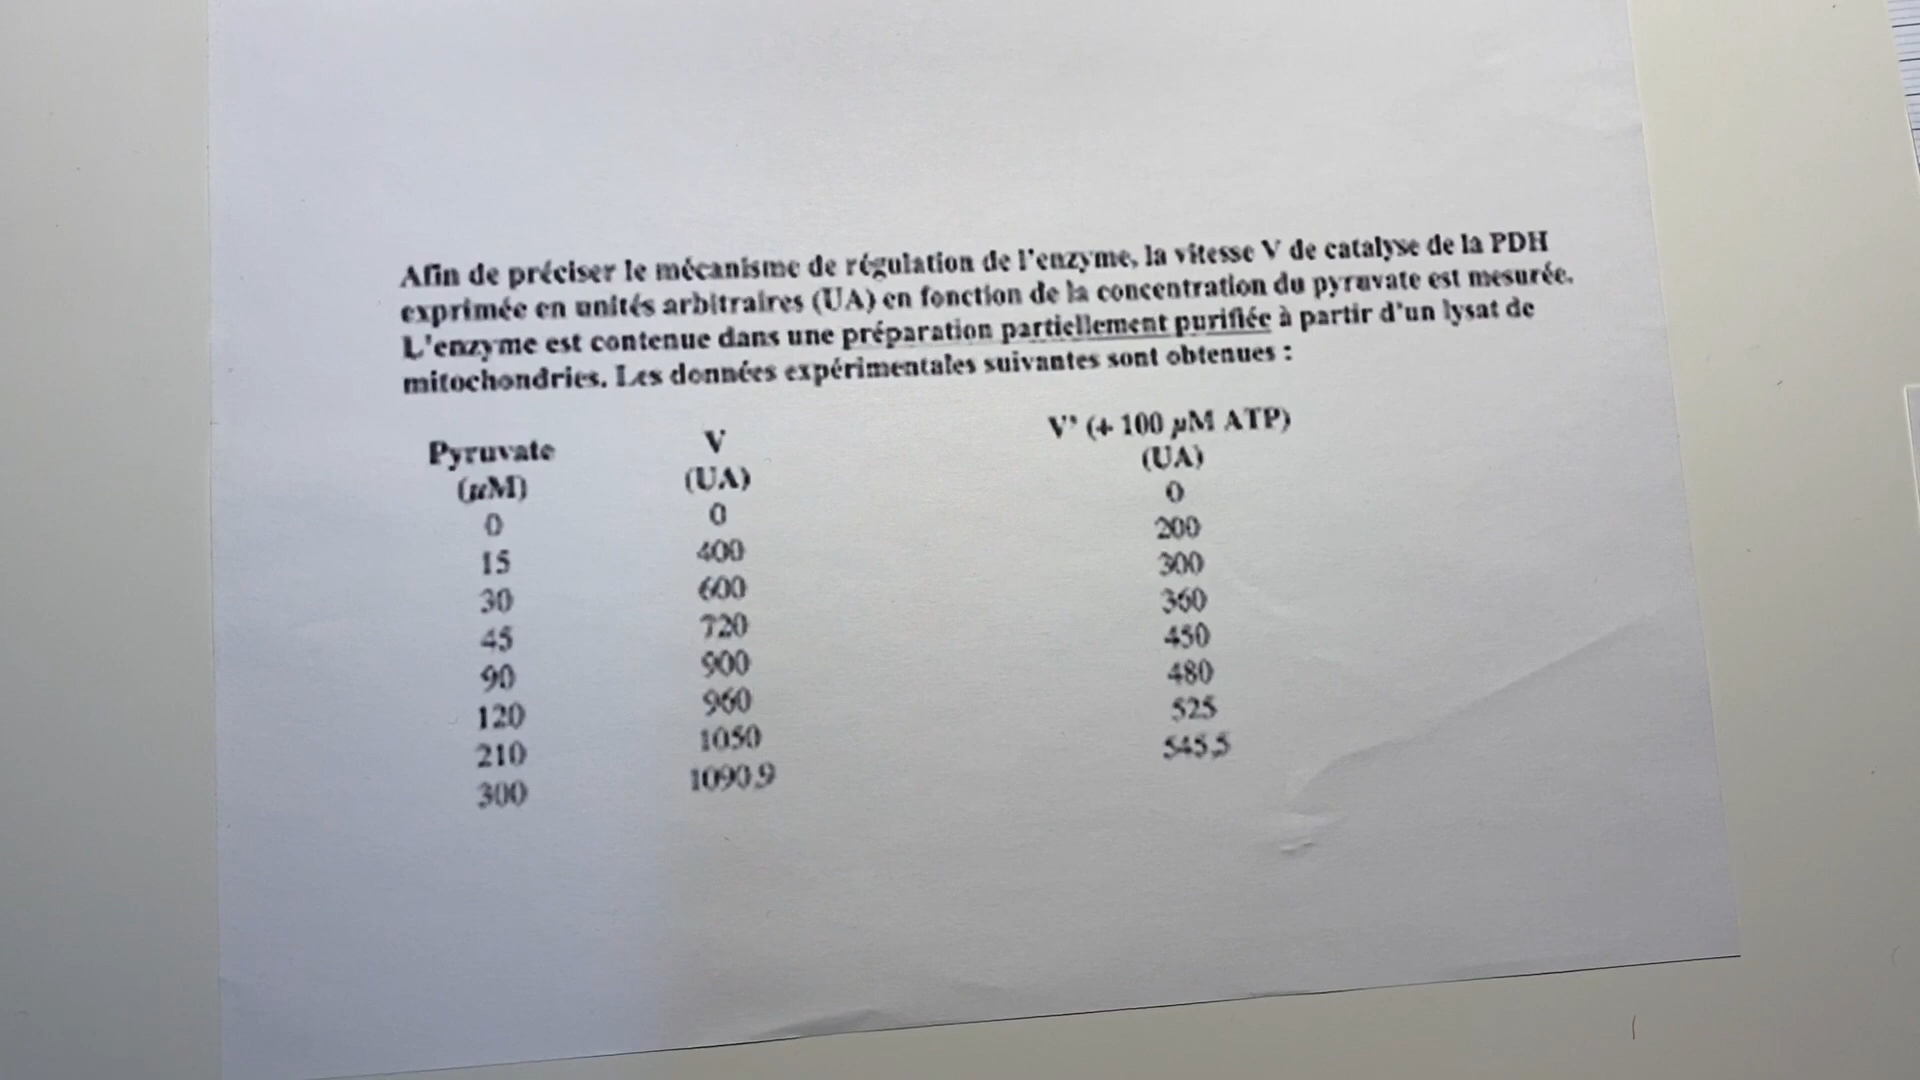 Afin de préciser le mécanisme de régulation de l'enzyme, la vitesse V de catalyse de la PDH
exprimée en unités arbitraires (UA) en fonction de la concentration du pyruvate est mesurée.
L'enzyme est contenue dans une préparation partiellement purifiée à partir d'un lysat de
mitochondries. Les données expérimentales suivantes sont obtenues :
Pyruvate V V' (+ 100 µM ATP)
(µM) (UA) (UA)
0 0 0
15 400 200
30 600 300
45 720 360
90 900 450
120 960 480
210 1050 525
300 1090,9 545,5